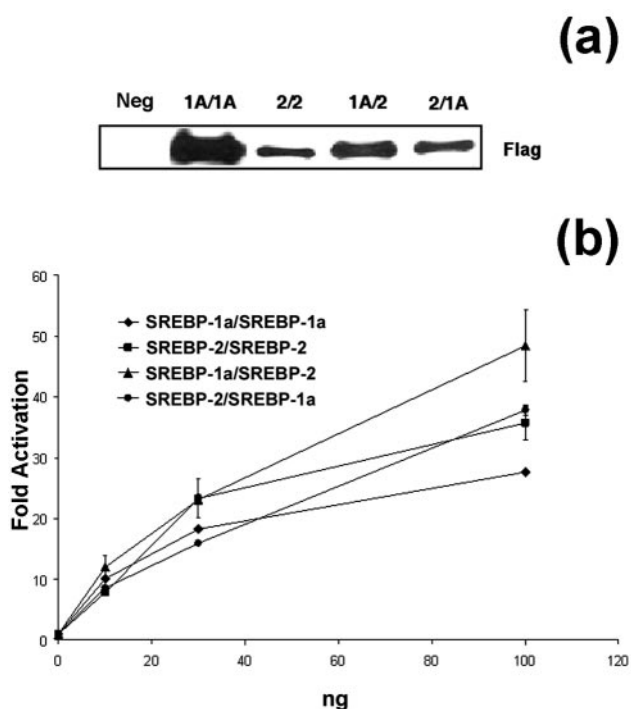 (a)
Neg 1A/1A 2/2 1A/2 2/1A
Flag
(b)
60
50
40
30
20
10
0
Fold Activation
SREBP-1a/SREBP-1a
SREBP-2/SREBP-2
SREBP-1a/SREBP-2
SREBP-2/SREBP-1a
0 20 40 60 80 100 120
ng